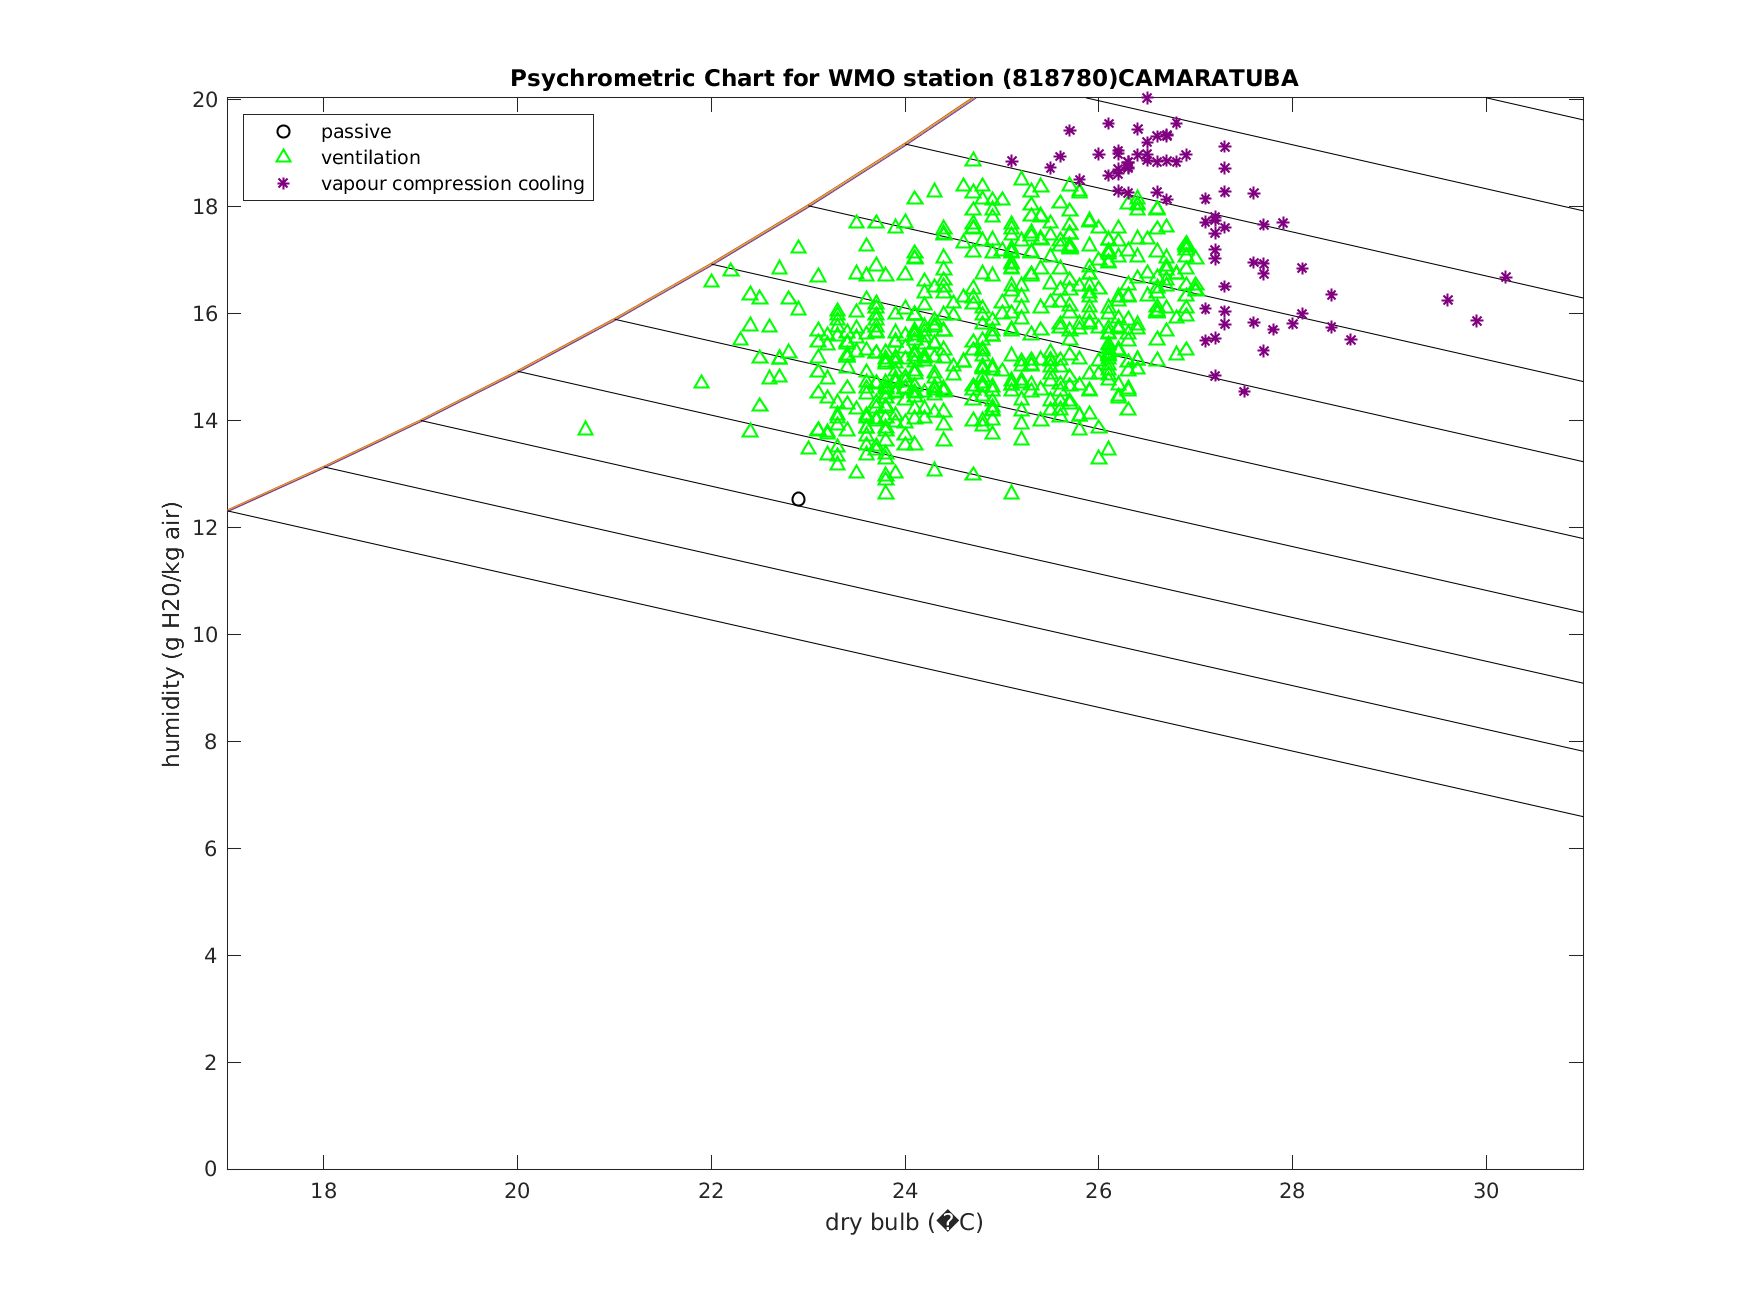 Psychrometric Chart for WMO station (818780)CAMARATUBA
passive
ventilation
vapour compression cooling
20
18
16
14
12
10
8
6
4
2
0
humidity (g H20/kg air)
18 20 22 24 26 28 30
dry bulb (�C)